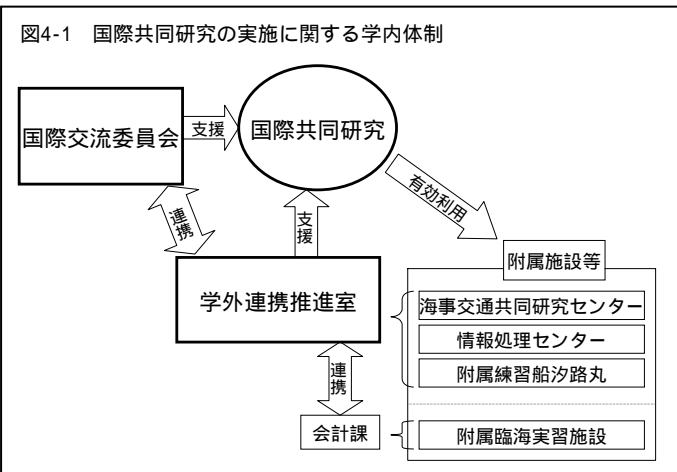 図4-1　国際共同研究の実施に関する学内体制
国際交流委員会
支援
国際共同研究
有効利用
連携
支援
附属施設等
学外連携推進室
海事交通共同研究センター
情報処理センター
附属練習船汐路丸
連携
会計課
附属臨海実習施設